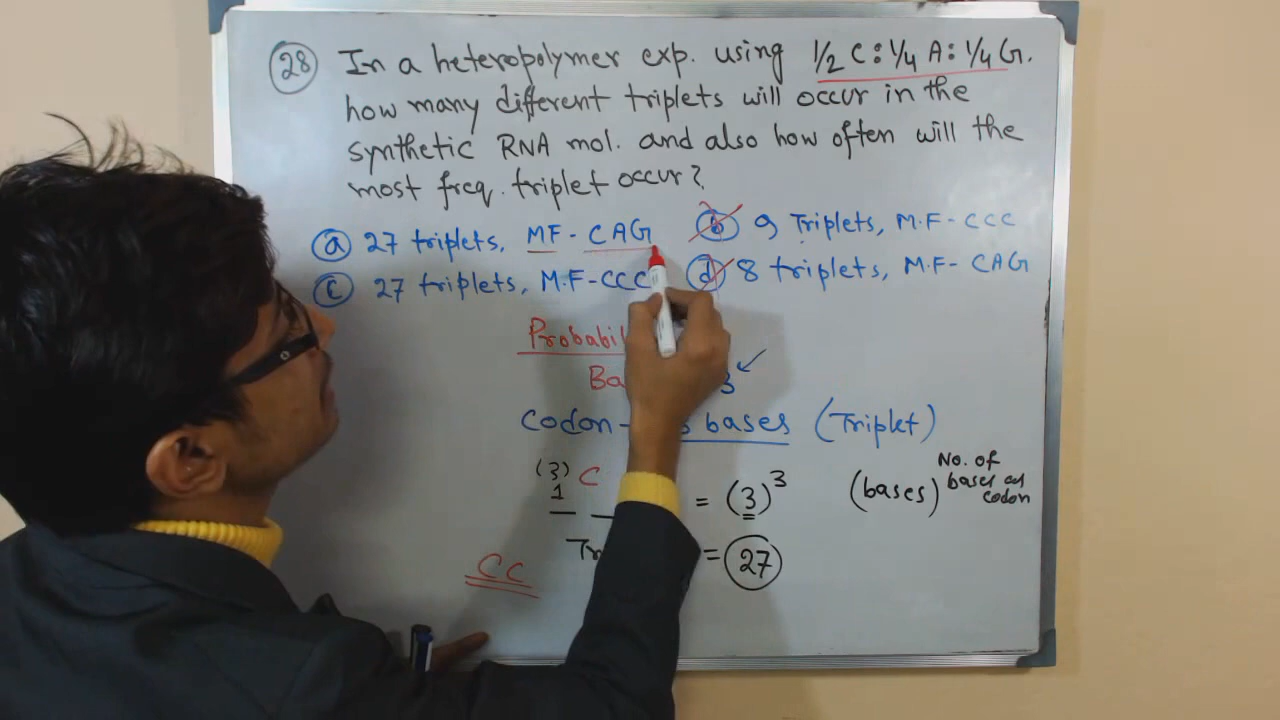 28 In a heteropolymer exp. using 1/2 C : 1/4 A : 1/4 G.
how many different triplets will occur in the
synthetic RNA mol. and also how often will the
most freq. triplet occur?
a 27 triplets, MF - CAG
b 9 Triplets, M.F - CCC
c 27 triplets, M.F - CCC
d 8 triplets, M.F - CAG
3
Codon - bases (Triplet)
(3) C
1 = (3)³
(bases) No. of bases as codon
= 27
CC